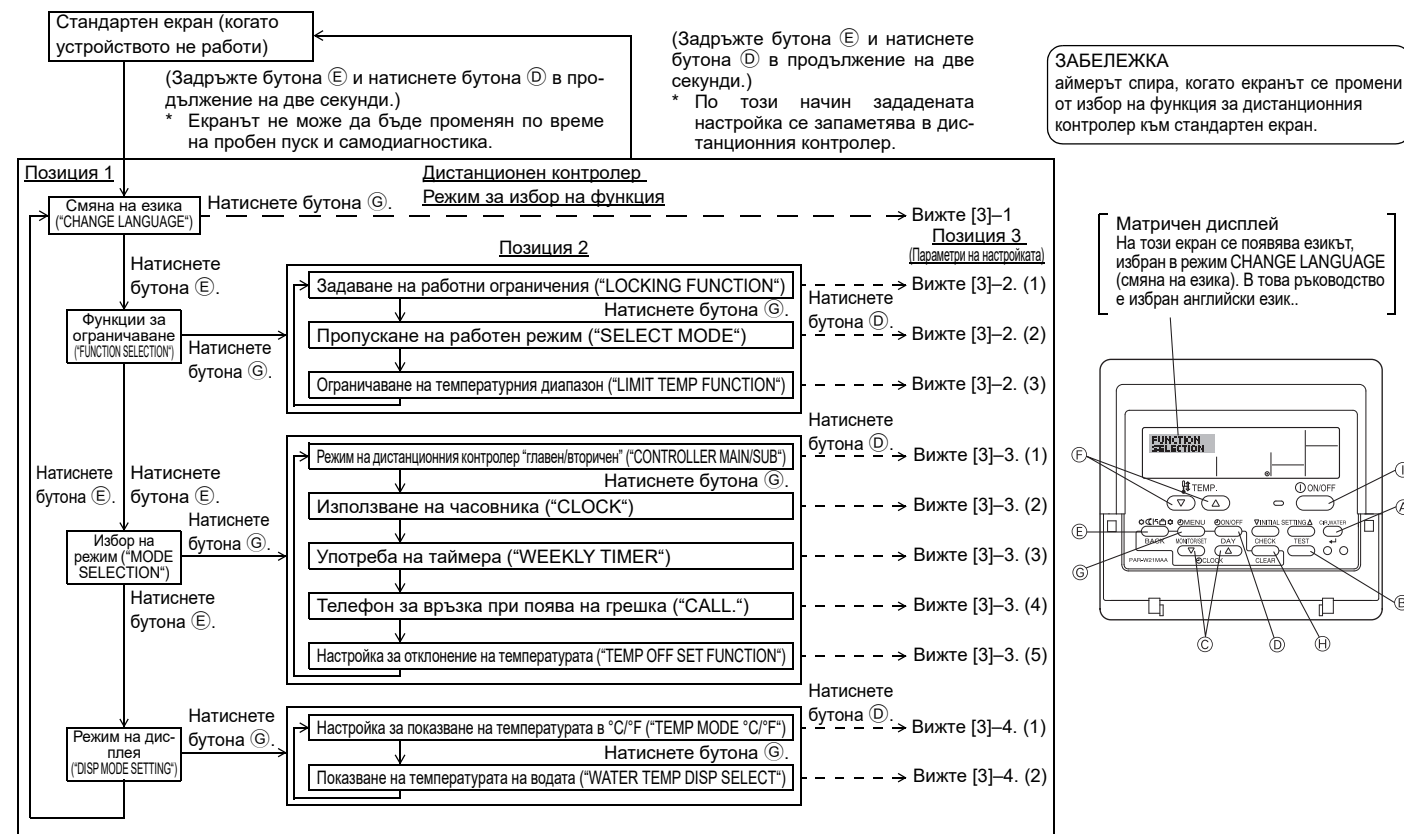 Стандартен екран (когато
устройството не работи)
(Задръжте бутона Ⓔ и натиснете бутона Ⓓ в про-
дължение на две секунди.)
* Екранът не може да бъде променян по време
на пробен пуск и самодиагностика.
(Задръжте бутона Ⓔ и натиснете
бутона Ⓓ в продължение на две
секунди.)
* По този начин зададената
настройка се запаметява в дис-
танционния контролер.
ЗАБЕЛЕЖКА
аймерът спира, когато екранът се промени
от избор на функция за дистанционния
контролер към стандартен екран.
Позиция 1
Дистанционен контролер
Режим за избор на функция
Смяна на езика
(“CHANGE LANGUAGE“)
Натиснете бутона Ⓖ.
Вижте [3]–1
Позиция 2
Позиция 3
(Параметри на настройката)
Натиснете
бутона Ⓔ.
Функции за
ограничаване
(“FUNCTION SELECTION“)
Натиснете
бутона Ⓖ.
Задаване на работни ограничения (“LOCKING FUNCTION“)
Натиснете бутона Ⓖ.
Пропускане на работен режим (“SELECT MODE“)
Ограничаване на температурния диапазон (“LIMIT TEMP FUNCTION“)
Натиснете
бутона Ⓓ.
Вижте [3]–2. (1)
Вижте [3]–2. (2)
Вижте [3]–2. (3)
Натиснете
бутона Ⓔ.
Натиснете
бутона Ⓔ.
Избор на
режим (“MODE
SELECTION“)
Натиснете
бутона Ⓖ.
Режим на дистанционния контролер “главен/вторичен” (“CONTROLLER MAIN/SUB“)
Натиснете бутона Ⓖ.
Използване на часовника (“CLOCK“)
Употреба на таймера (“WEEKLY TIMER“)
Телефон за връзка при поява на грешка (“CALL.“)
Настройка за отклонение на температурата (“TEMP OFF SET FUNCTION“)
Натиснете
бутона Ⓓ.
Вижте [3]–3. (1)
Вижте [3]–3. (2)
Вижте [3]–3. (3)
Вижте [3]–3. (4)
Вижте [3]–3. (5)
Натиснете
бутона Ⓔ.
Режим на дис-
плея
(“DISP MODE SETTING“)
Натиснете
бутона Ⓖ.
Настройка за показване на температурата в °C/°F (“TEMP MODE °C/°F“)
Натиснете бутона Ⓖ.
Показване на температурата на водата (“WATER TEMP DISP SELECT“)
Натиснете
бутона Ⓓ.
Вижте [3]–4. (1)
Вижте [3]–4. (2)
Матричен дисплей
На този екран се появява езикът,
избран в режим CHANGE LANGUAGE
(смяна на езика). В това ръководство
е избран английски език..
FUNCTION
SELECTION
Ⓕ
TEMP.
ON/OFF
Ⓔ
MENU
ON/OFF
INITIAL SETTING
CIR.WATER
BACK
MONITOR/SET
DAY
CHECK
TEST
Ⓖ
PAR-W21MAA
CLOCK
CLEAR
Ⓒ
Ⓓ
Ⓗ